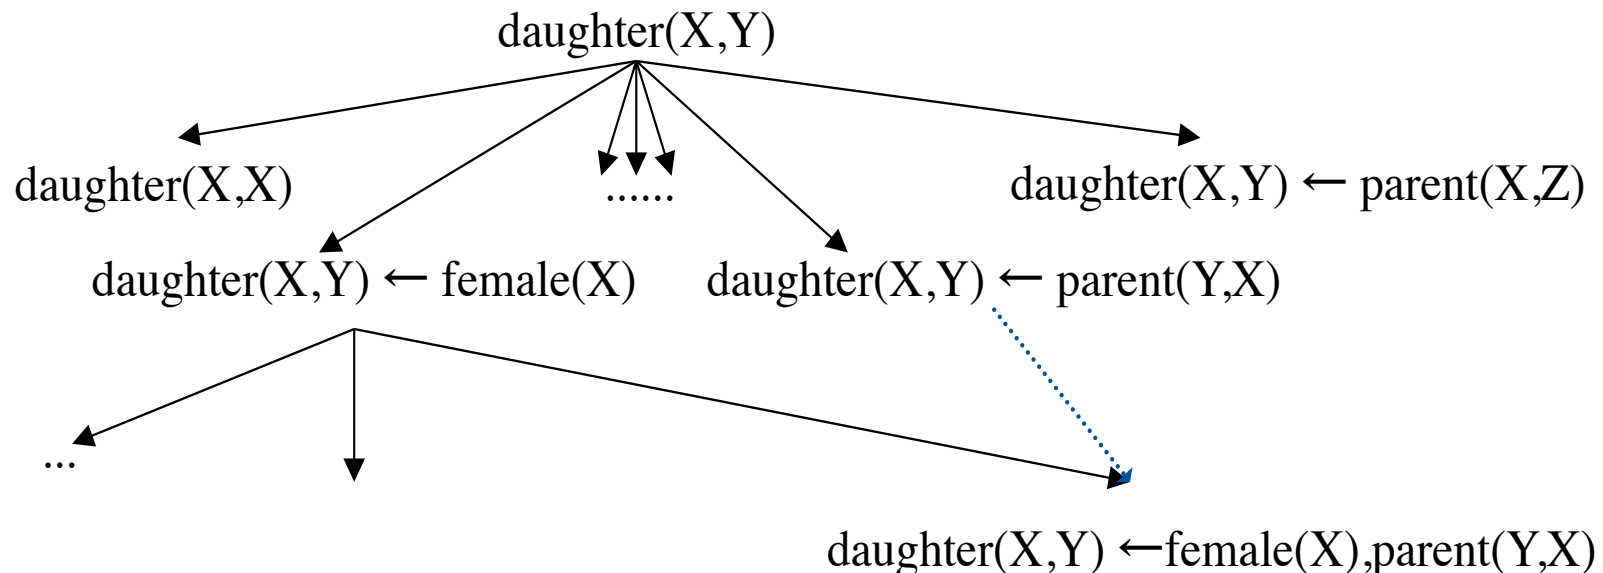 daughter(X,Y)
daughter(X,X)
......
daughter(X,Y) ← parent(X,Z)
daughter(X,Y) ← female(X)
daughter(X,Y) ← parent(Y,X)
...
daughter(X,Y) ←female(X),parent(Y,X)